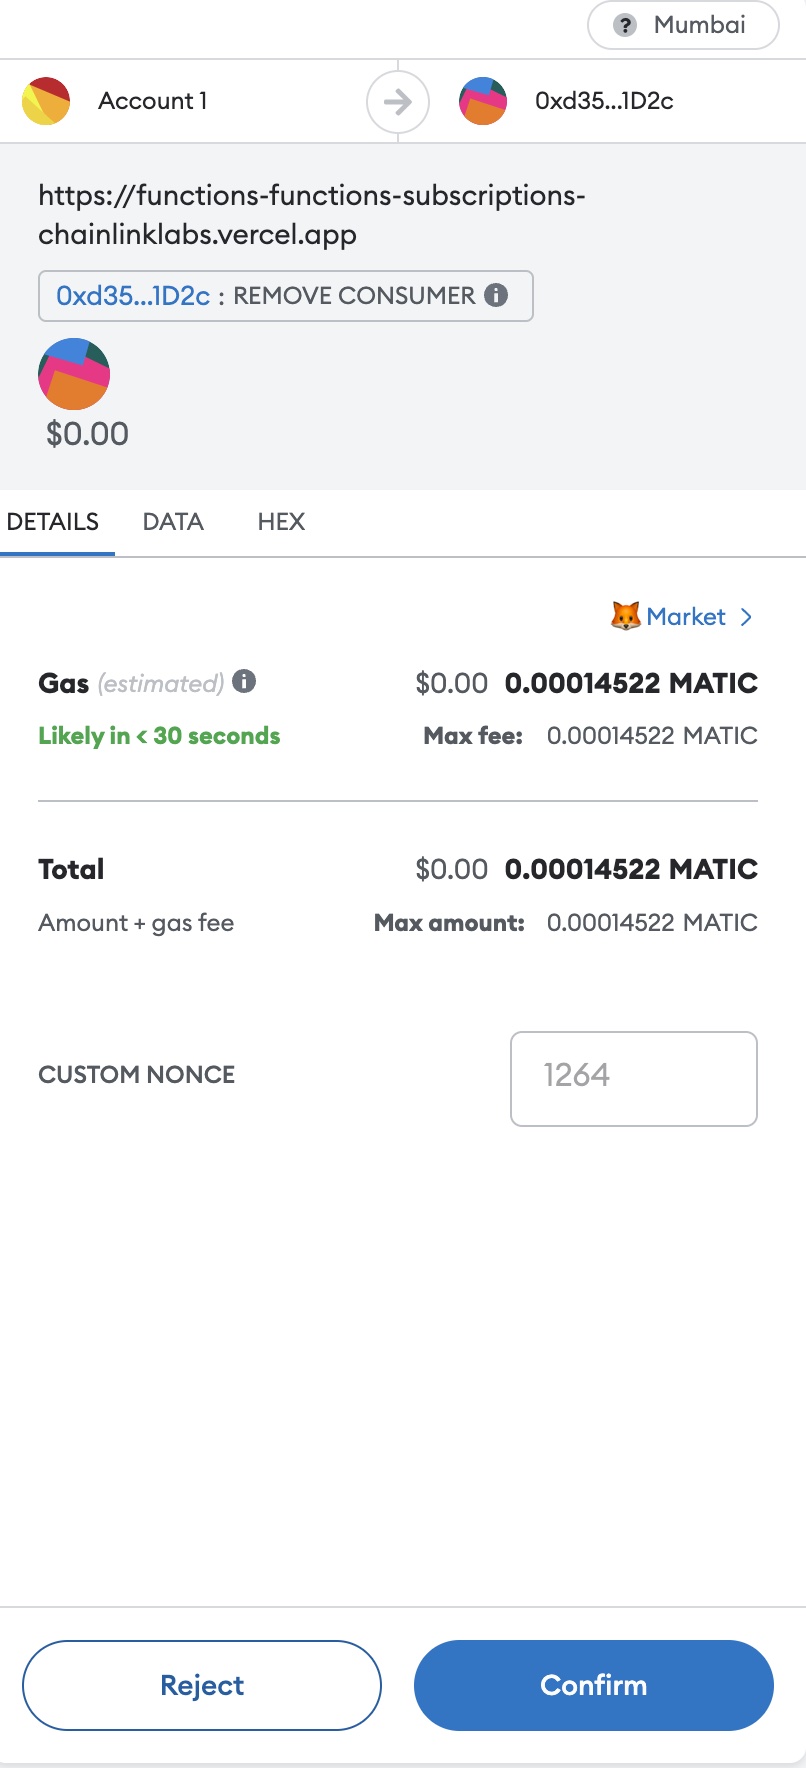 ? Mumbai
Account 1 0xd35...1D2c
https://functions-functions-subscriptions-
chainlinklabs.vercel.app
0xd35...1D2c : REMOVE CONSUMER i
$0.00
DETAILS DATA HEX
Market >
Gas (estimated) i $0.00 0.00014522 MATIC
Likely in < 30 seconds Max fee: 0.00014522 MATIC
Total $0.00 0.00014522 MATIC
Amount + gas fee Max amount: 0.00014522 MATIC
CUSTOM NONCE 1264
Reject Confirm